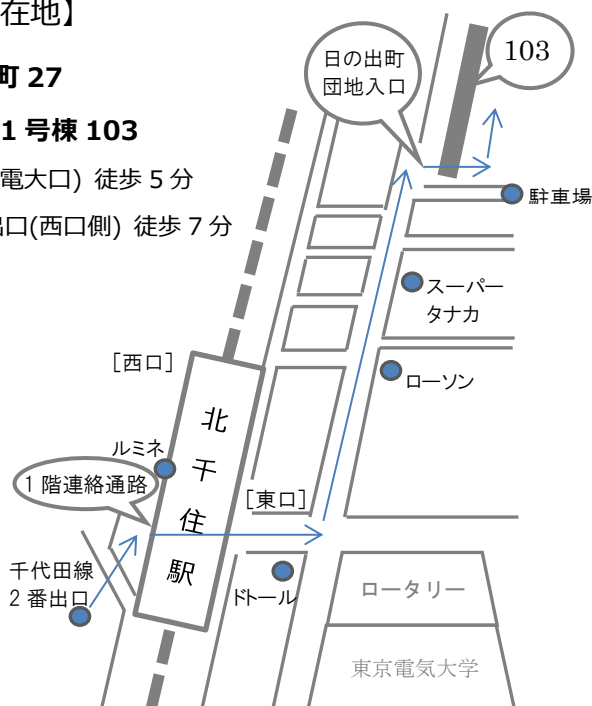 在地】
町 27
1 号棟 103
電大口) 徒歩 5 分
出口(西口側) 徒歩 7 分
日の出町
団地入口
103
駐車場
スーパー
タナカ
ローソン
［西口］
ルミネ
1 階連絡通路
北千住駅
［東口］
千代田線
2 番出口
ドトール
ロータリー
東京電気大学